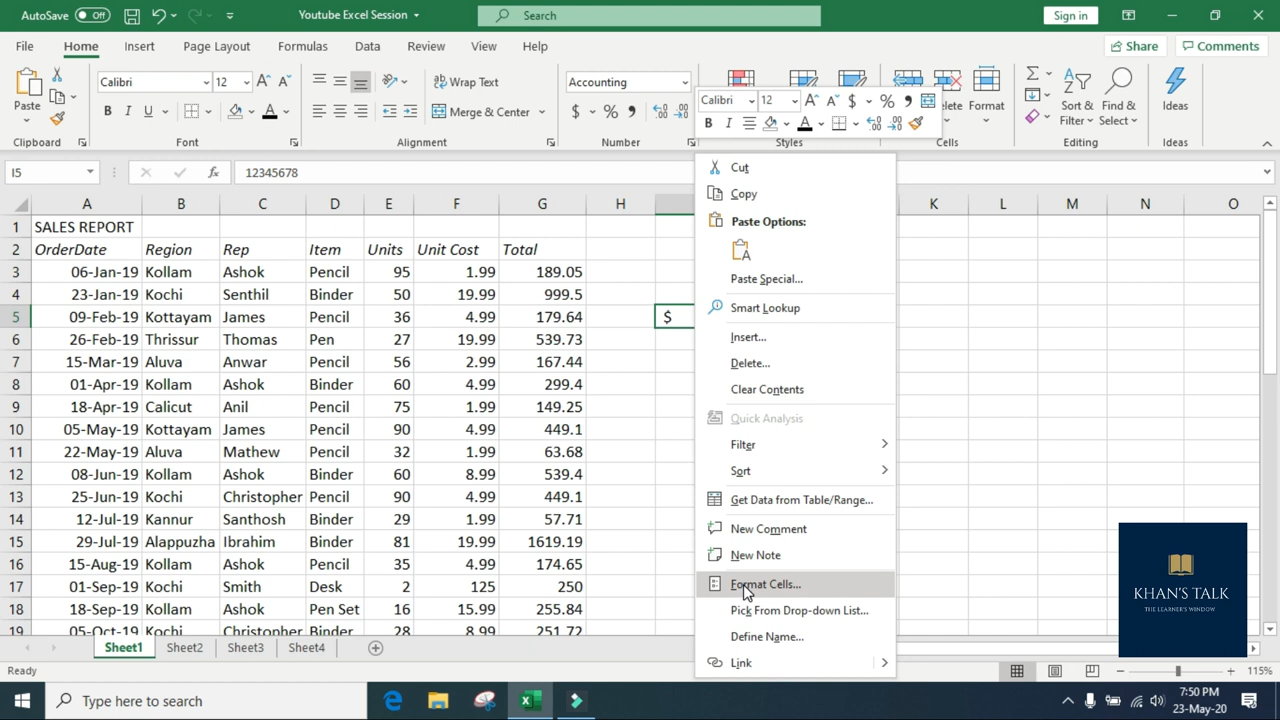 AutoSave Off Youtube Excel Session Search Sign in
File Home Insert Page Layout Formulas Data Review View Help Share Comments
Calibri 12 Wrap Text Accounting
Paste B I U Merge & Center $ % Format Sort & Filter Find & Select Ideas
Calibri 12 $ %
B I A
Clipboard Font Alignment Number Styles Cells Editing Ideas
I5 fx 12345678
A B C D E F G H K L M N O
1 SALES REPORT
2 OrderDate Region Rep Item Units Unit Cost Total
3 06-Jan-19 Kollam Ashok Pencil 95 1.99 189.05
4 23-Jan-19 Kochi Senthil Binder 50 19.99 999.5
5 09-Feb-19 Kottayam James Pencil 36 4.99 179.64 $
6 26-Feb-19 Thrissur Thomas Pen 27 19.99 539.73
7 15-Mar-19 Aluva Anwar Pencil 56 2.99 167.44
8 01-Apr-19 Kollam Ashok Binder 60 4.99 299.4
9 18-Apr-19 Calicut Anil Pencil 75 1.99 149.25
10 05-May-19 Kottayam James Pencil 90 4.99 449.1
11 22-May-19 Aluva Mathew Pencil 32 1.99 63.68
12 08-Jun-19 Kollam Ashok Binder 60 8.99 539.4
13 25-Jun-19 Kochi Christopher Pencil 90 4.99 449.1
14 12-Jul-19 Kannur Santhosh Binder 29 1.99 57.71
15 29-Jul-19 Alappuzha Ibrahim Binder 81 19.99 1619.19
16 15-Aug-19 Kollam Ashok Pencil 35 4.99 174.65
17 01-Sep-19 Kochi Smith Desk 2 125 250
18 18-Sep-19 Kollam Ashok Pen Set 16 15.99 255.84
19 05-Oct-19 Kochi Christopher Binder 28 8.99 251.72
Cut
Copy
Paste Options:
Paste Special...
Smart Lookup
Insert...
Delete...
Clear Contents
Quick Analysis
Filter
Sort
Get Data from Table/Range...
New Comment
New Note
Format Cells...
Pick From Drop-down List...
Define Name...
Link
KHAN'S TALK
THE LEARNER'S WINDOW
Sheet1 Sheet2 Sheet3 Sheet4
Ready 115%
Type here to search 7:50 PM
23-May-20